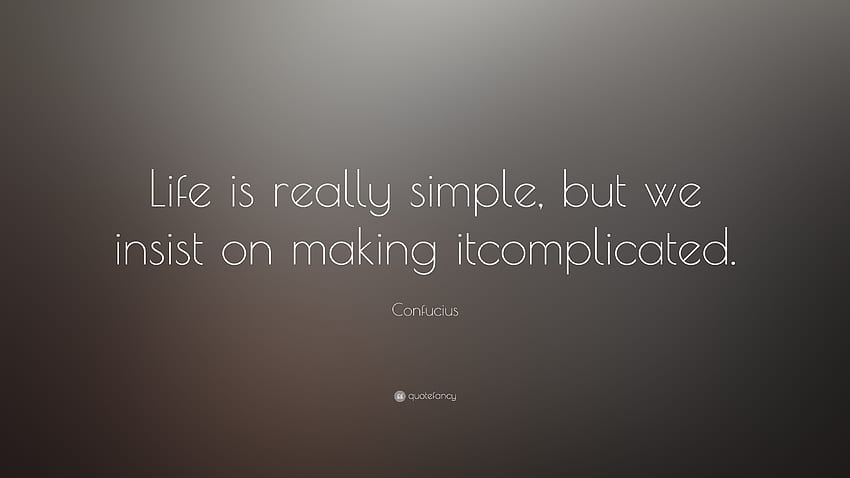 Life is really simple, but we
insist on making itcomplicated.
Confucius
quotefancy